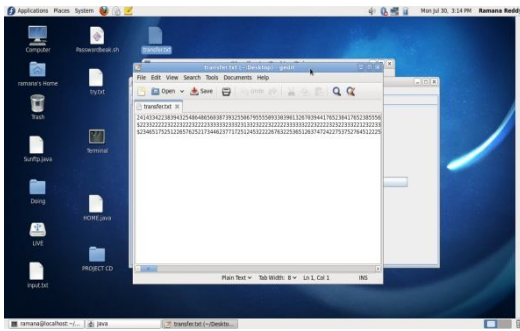 Applications Places System Mon Jul 30, 3:14 PM Ramana Redd
Computer
Passwordbeak.sh
transfer.txt
ramana's Home
try.txt
Trash
Sunftp.java
Terminal
Doing
HOME.java
LIVE
PROJECT CD
input.txt
transfer.txt (~/Desktop) - gedit
File Edit View Search Tools Documents Help
Open Save Undo
transfer.txt
Plain Text Tab Width: 8 Ln 1, Col 1 INS
ramana@localhost:~/... java transfer.txt (~/Deskto...